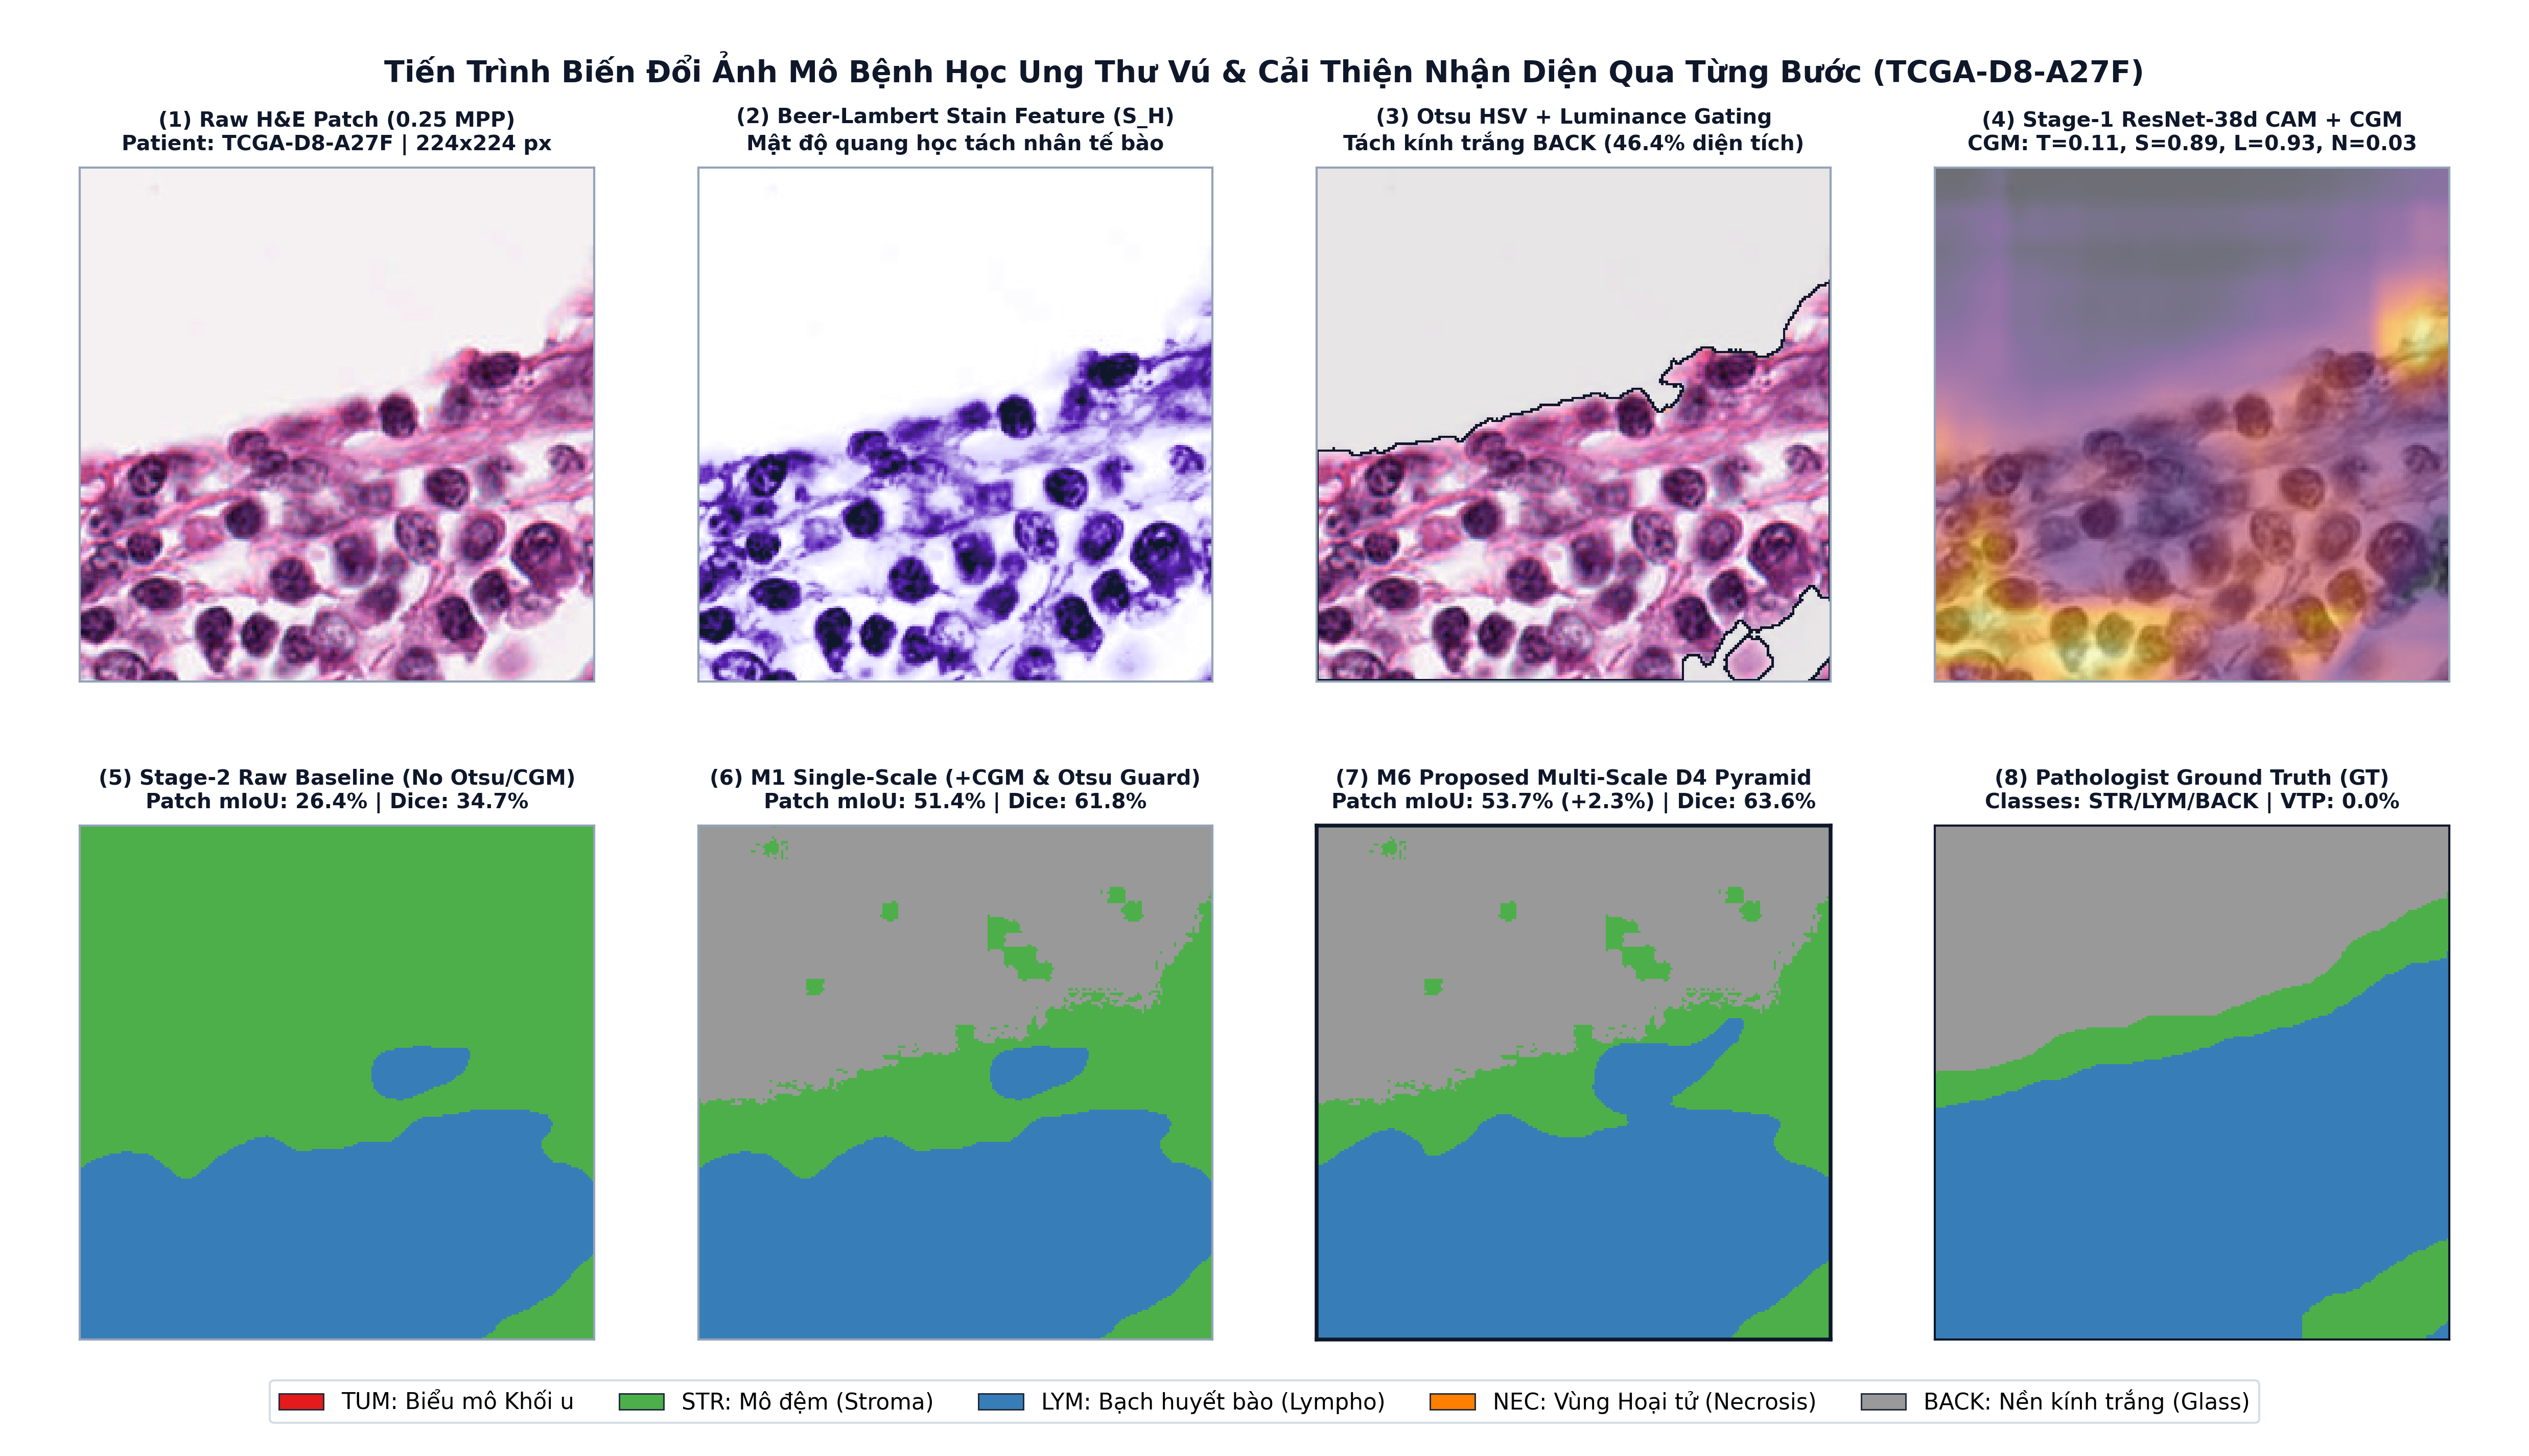 Tiến Trình Biến Đổi Ảnh Mô Bệnh Học Ung Thư Vú & Cải Thiện Nhận Diện Qua Từng Bước (TCGA-D8-A27F)
(1) Raw H&E Patch (0.25 MPP)
Patient: TCGA-D8-A27F | 224x224 px
(2) Beer-Lambert Stain Feature (S_H)
Mật độ quang học tách nhân tế bào
(3) Otsu HSV + Luminance Gating
Tách kính trắng BACK (46.4% diện tích)
(4) Stage-1 ResNet-38d CAM + CGM
CGM: T=0.11, S=0.89, L=0.93, N=0.03
(5) Stage-2 Raw Baseline (No Otsu/CGM)
Patch mIoU: 26.4% | Dice: 34.7%
(6) M1 Single-Scale (+CGM & Otsu Guard)
Patch mIoU: 51.4% | Dice: 61.8%
(7) M6 Proposed Multi-Scale D4 Pyramid
Patch mIoU: 53.7% (+2.3%) | Dice: 63.6%
(8) Pathologist Ground Truth (GT)
Classes: STR/LYM/BACK | VTP: 0.0%
TUM: Biểu mô Khối u
STR: Mô đệm (Stroma)
LYM: Bạch huyết bào (Lympho)
NEC: Vùng Hoại tử (Necrosis)
BACK: Nền kính trắng (Glass)